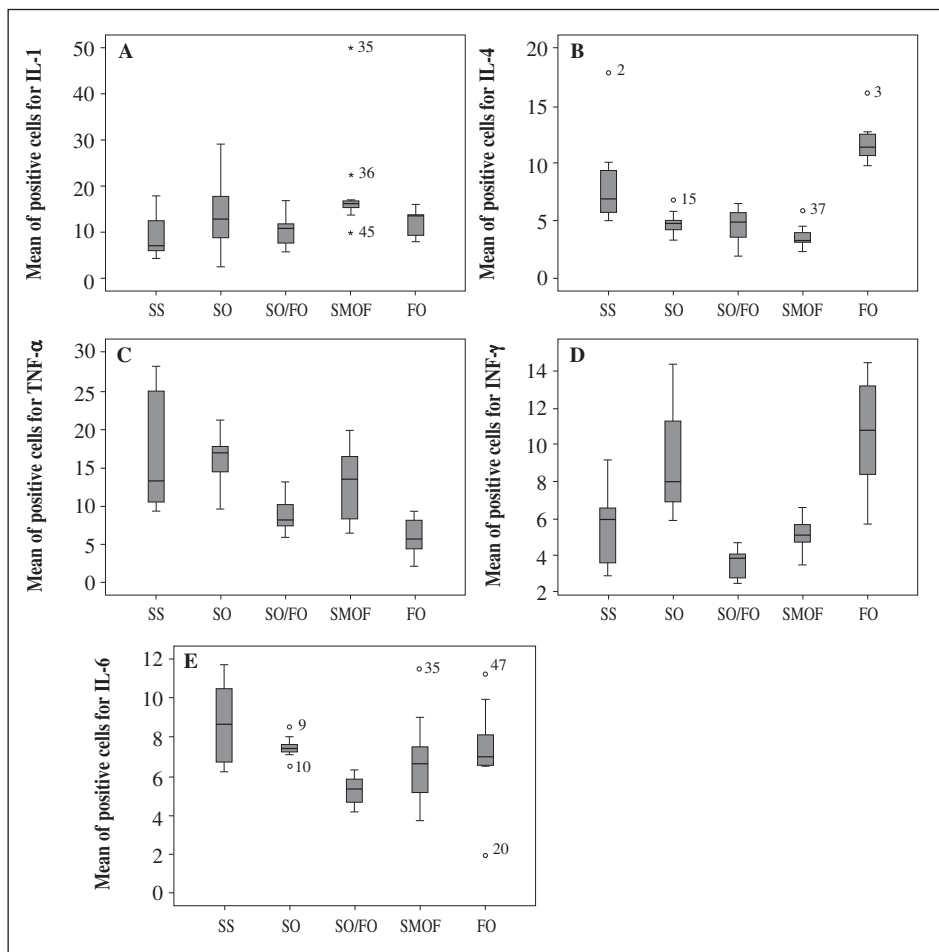 A
Mean of positive cells for IL-1
50
40
30
20
10
0
* 35
* 36
* 45
SS SO SO/FO SMOF FO
B
Mean of positive cells for IL-4
20
15
10
5
0
2
15
37
3
SS SO SO/FO SMOF FO
C
Mean of positive cells for TNF-α
30
25
20
15
10
5
0
SS SO SO/FO SMOF FO
D
Mean of positive cells for INF-γ
14
12
10
8
6
4
2
SS SO SO/FO SMOF FO
E
Mean of positive cells for IL-6
12
10
8
6
4
2
0
9
10
35
47
20
SS SO SO/FO SMOF FO